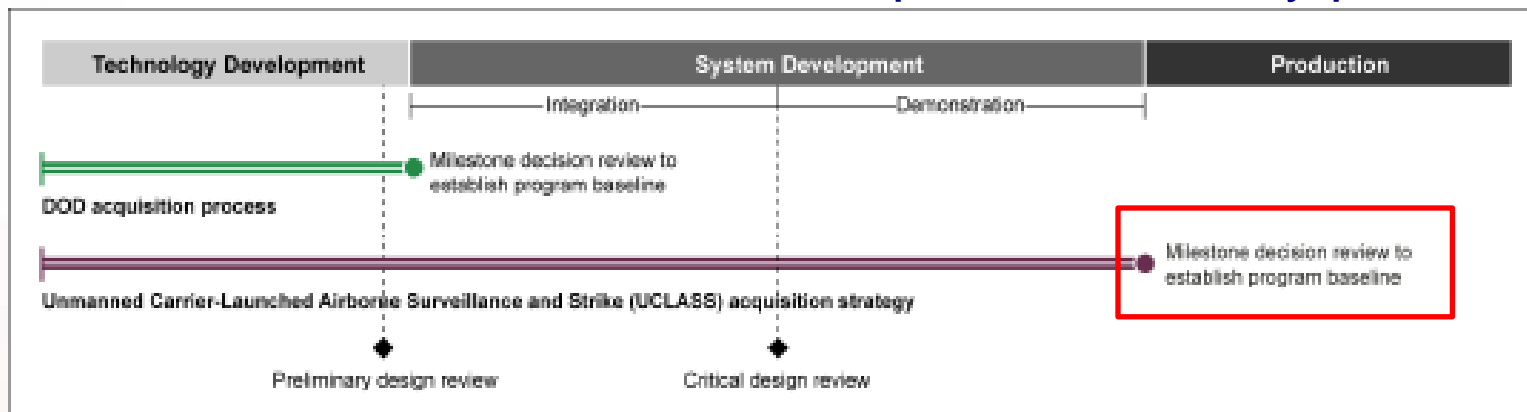 Technology Development
System Development
Production
Integration
Demonstration
Milestone decision review to
establish program baseline
DOD acquisition process
Milestone decision review to
establish program baseline
Unmanned Carrier-Launched Airborne Surveillance and Strike (UCLASS) acquisition strategy
Preliminary design review
Critical design review